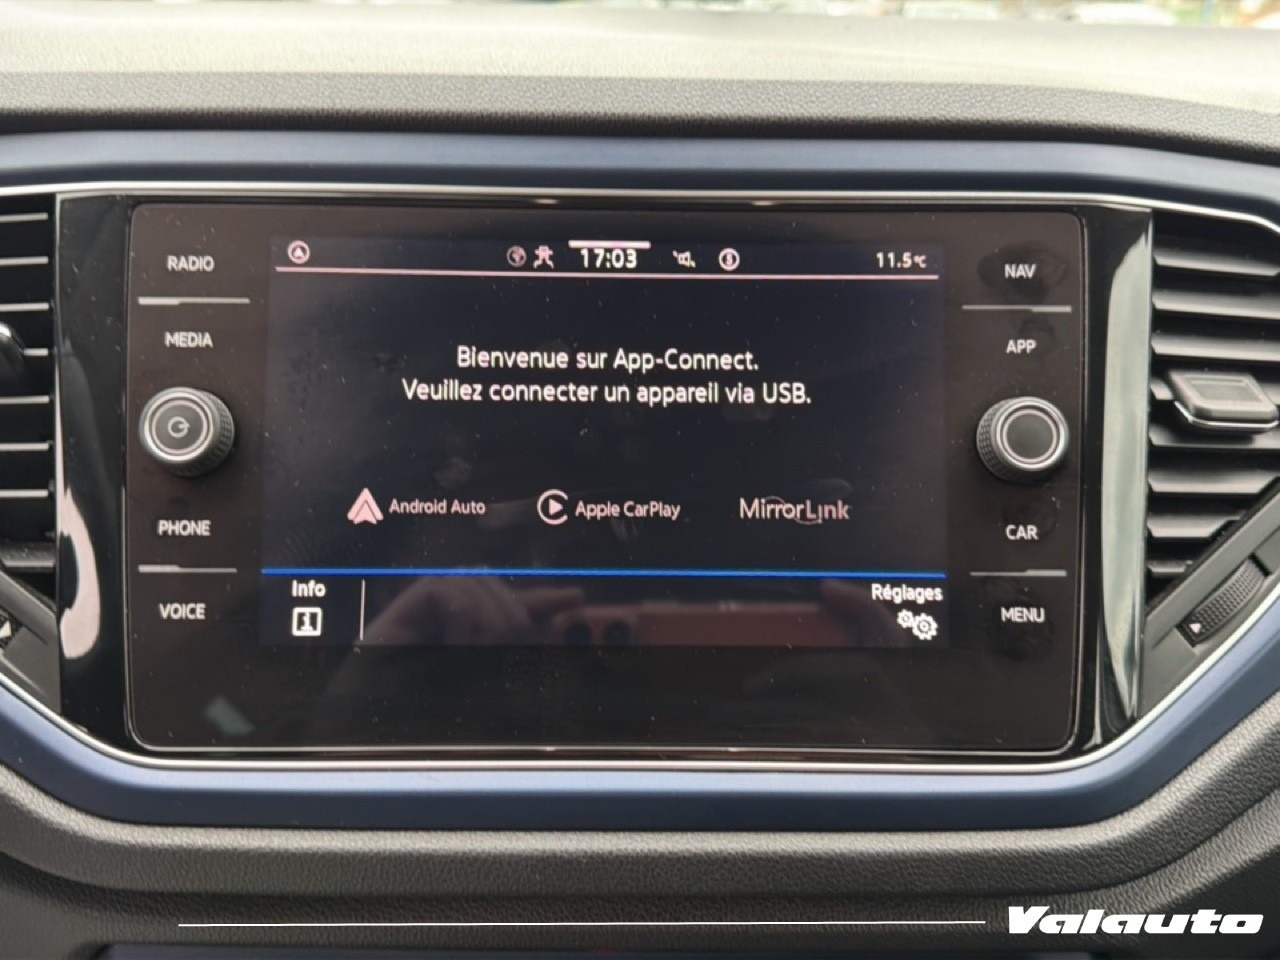 RADIO
MEDIA
PHONE
VOICE
17:03
11.5°C
Bienvenue sur App-Connect.
Veuillez connecter un appareil via USB.
Android Auto
Apple CarPlay
MirrorLink
Info
Réglages
NAV
APP
CAR
MENU
Valauto